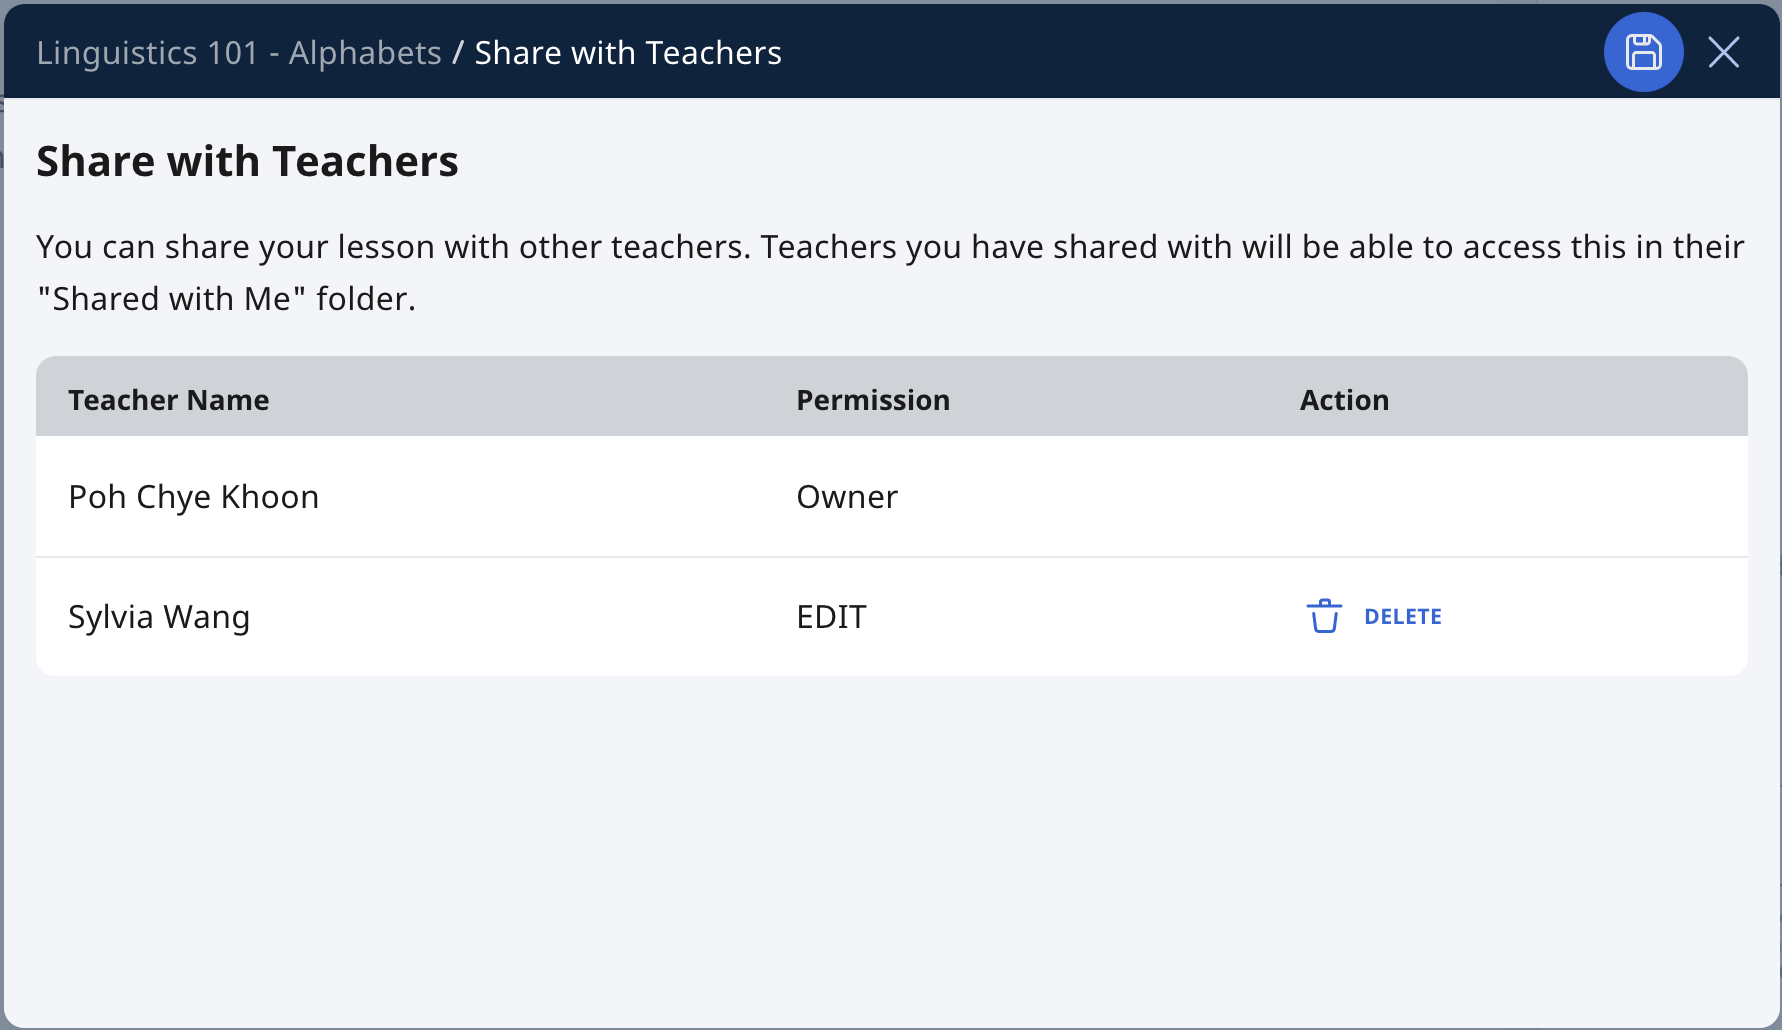 Linguistics 101 - Alphabets / Share with Teachers
Share with Teachers
You can share your lesson with other teachers. Teachers you have shared with will be able to access this in their
"Shared with Me" folder.
Teacher Name Permission Action
Poh Chye Khoon Owner
Sylvia Wang EDIT DELETE